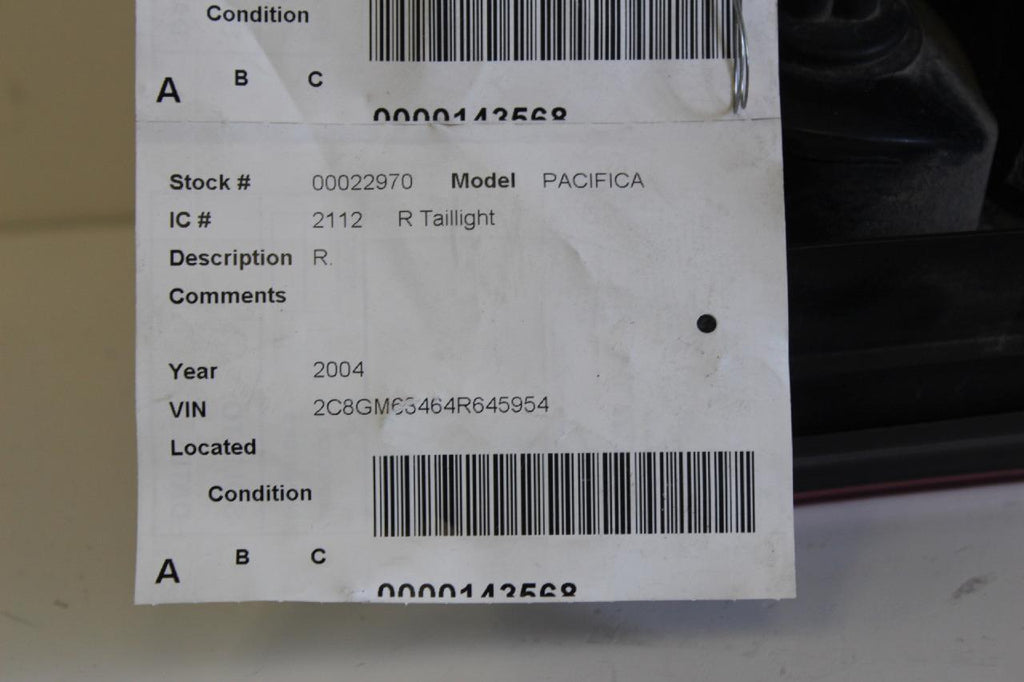 Condition
A B C
0000143568
Stock # 00022970 Model PACIFICA
IC # 2112 R Taillight
Description R.
Comments
Year 2004
VIN 2C8GM63464R645954
Located
Condition
A B C
0000143568